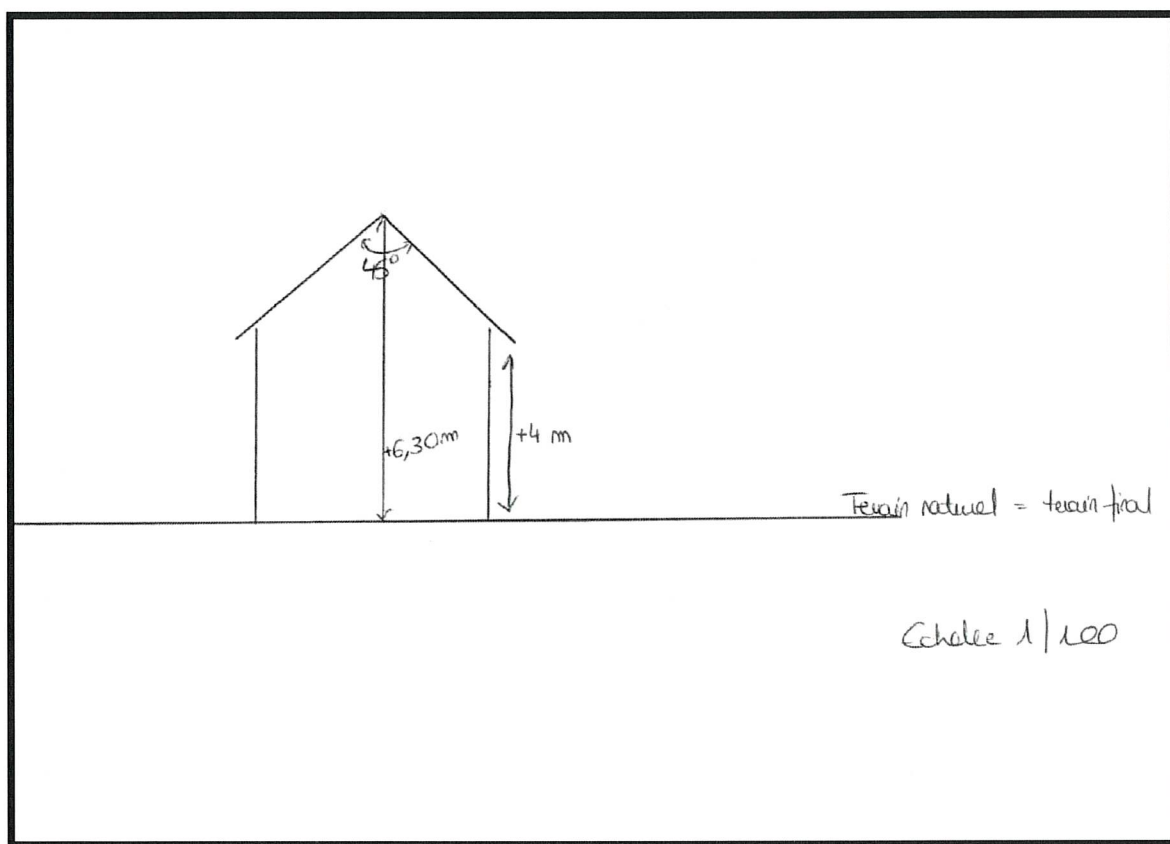 45°
+6,30m
+4 m
Terrain naturel = terrain final
Echelle 1/100